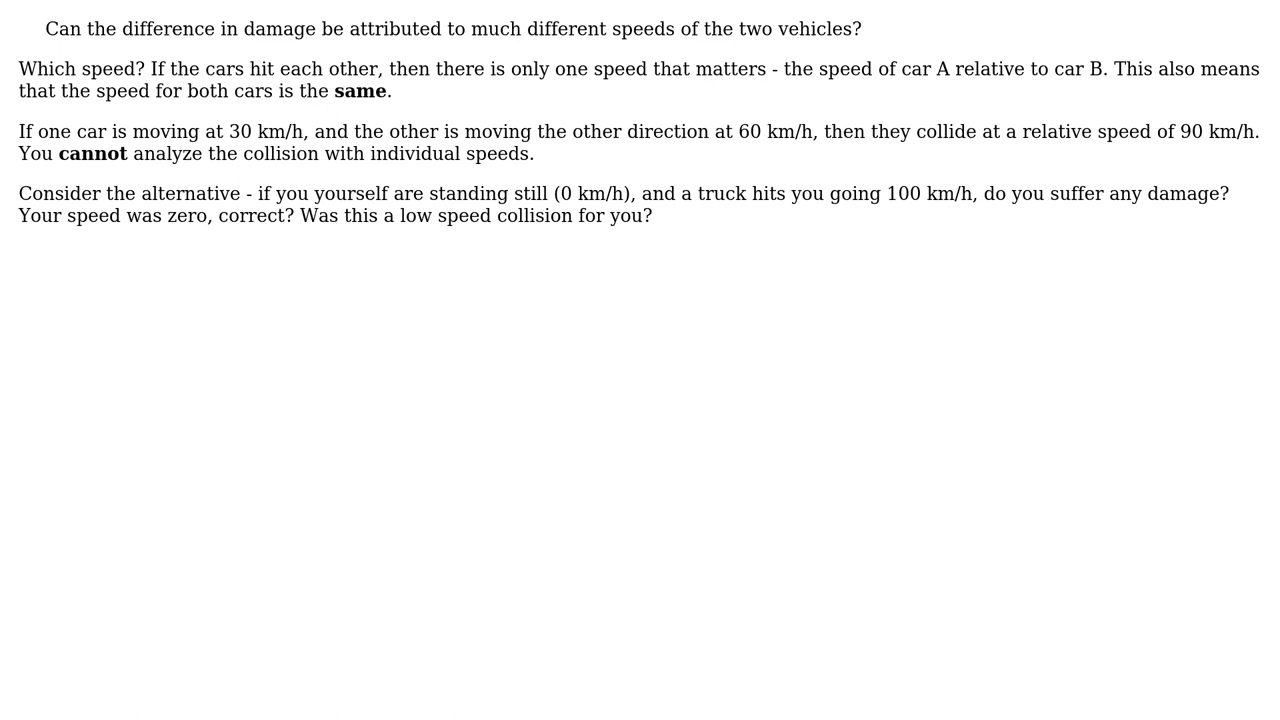 Can the difference in damage be attributed to much different speeds of the two vehicles?
Which speed? If the cars hit each other, then there is only one speed that matters - the speed of car A relative to car B. This also means
that the speed for both cars is the same.
If one car is moving at 30 km/h, and the other is moving the other direction at 60 km/h, then they collide at a relative speed of 90 km/h.
You cannot analyze the collision with individual speeds.
Consider the alternative - if you yourself are standing still (0 km/h), and a truck hits you going 100 km/h, do you suffer any damage?
Your speed was zero, correct? Was this a low speed collision for you?